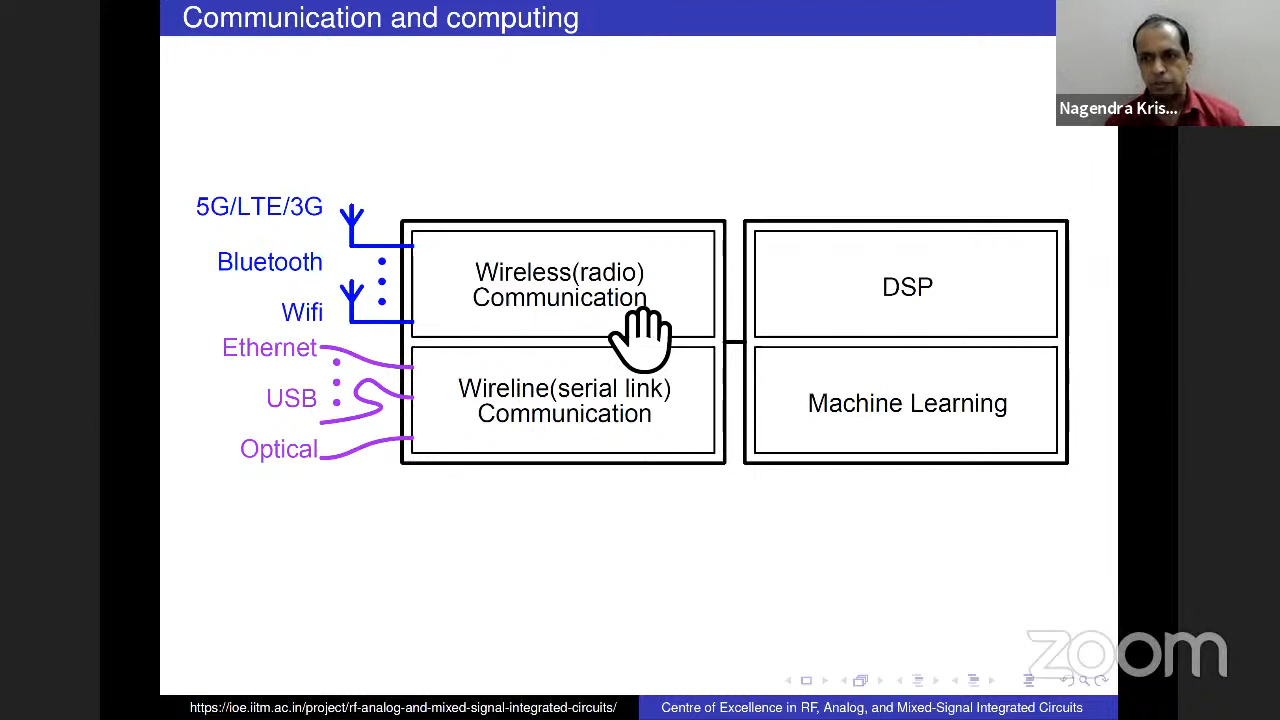 Communication and computing
Nagendra Kris...
5G/LTE/3G
Bluetooth
Wifi
Ethernet
USB
Optical
Wireless(radio)
Communication
Wireline(serial link)
Communication
DSP
Machine Learning
zoom
https://ioe.iitm.ac.in/project/rf-analog-and-mixed-signal-integrated-circuits/
Centre of Excellence in RF, Analog, and Mixed-Signal Integrated Circuits